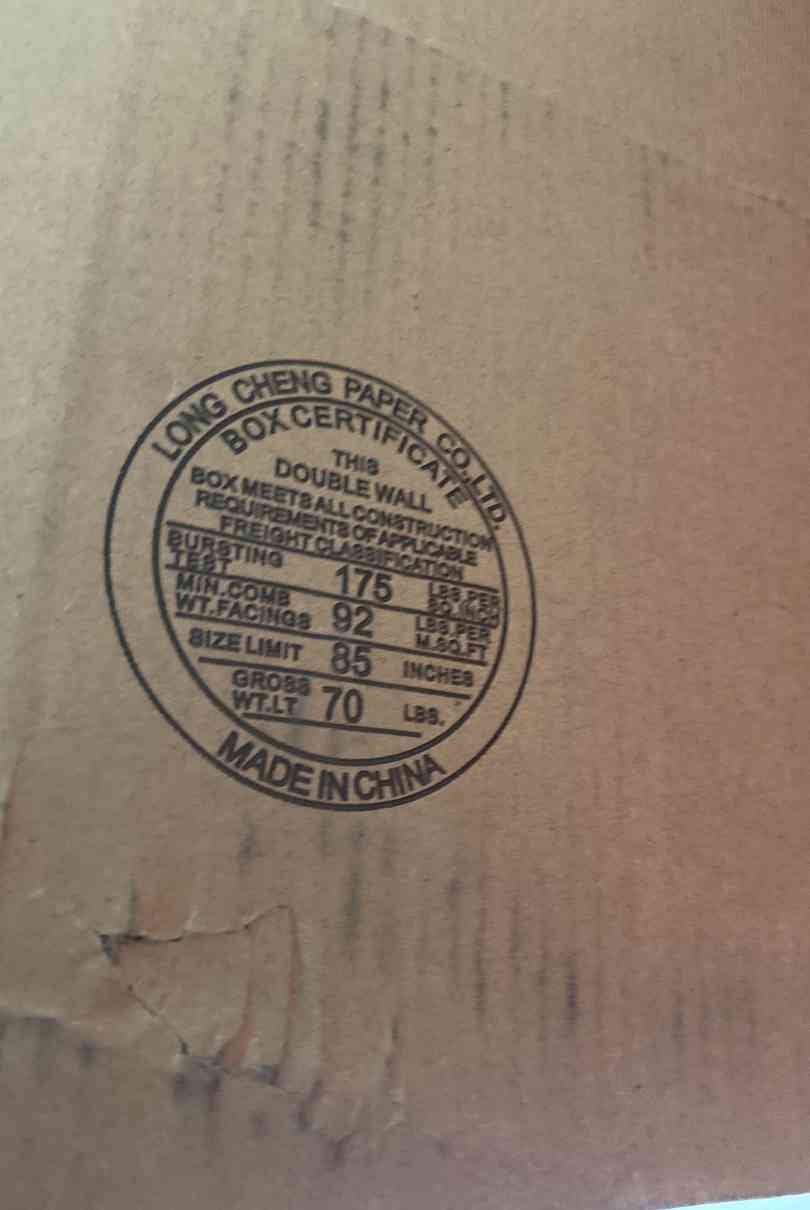 LONG CHENG PAPER CO.,LTD.
BOX CERTIFICATE
THIS
DOUBLE WALL
BOX MEETS ALL CONSTRUCTION
REQUIREMENTS OF APPLICABLE
FREIGHT CLASSIFICATION
BURSTING TEST 175 LBS.PER SQ.INCH
MIN.COMB WT.FACINGS 92 LBS.PER M.SQ.FT
SIZE LIMIT 85 INCHES
GROSS WT.LT 70 LBS.
MADE IN CHINA